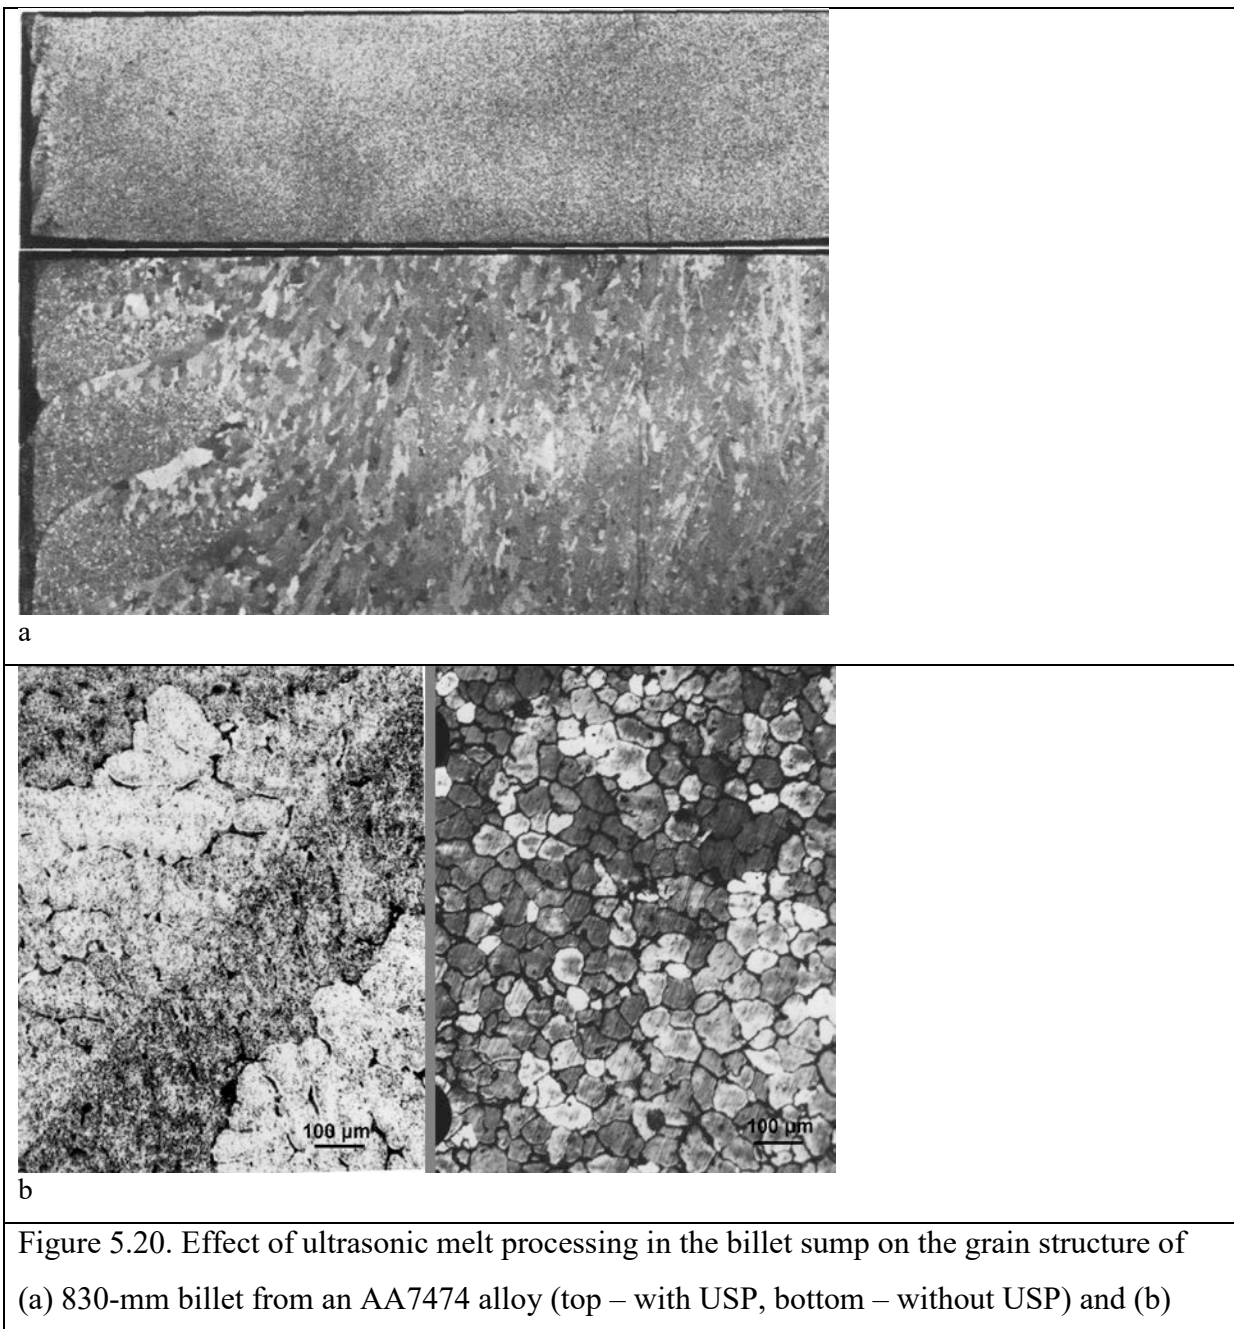 a
100 µm
100 µm
b
Figure 5.20. Effect of ultrasonic melt processing in the billet sump on the grain structure of
(a) 830-mm billet from an AA7474 alloy (top – with USP, bottom – without USP) and (b)